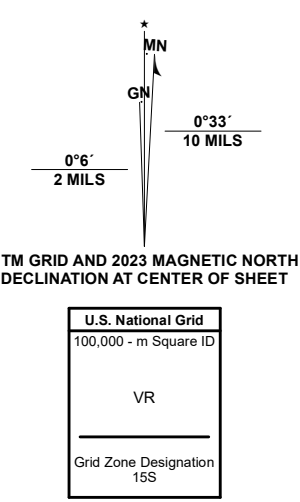 ★
MN
GN
0°33´
10 MILS
0°6´
2 MILS
TM GRID AND 2023 MAGNETIC NORTH
DECLINATION AT CENTER OF SHEET
U.S. National Grid
100,000 - m Square ID
VR
Grid Zone Designation
15S